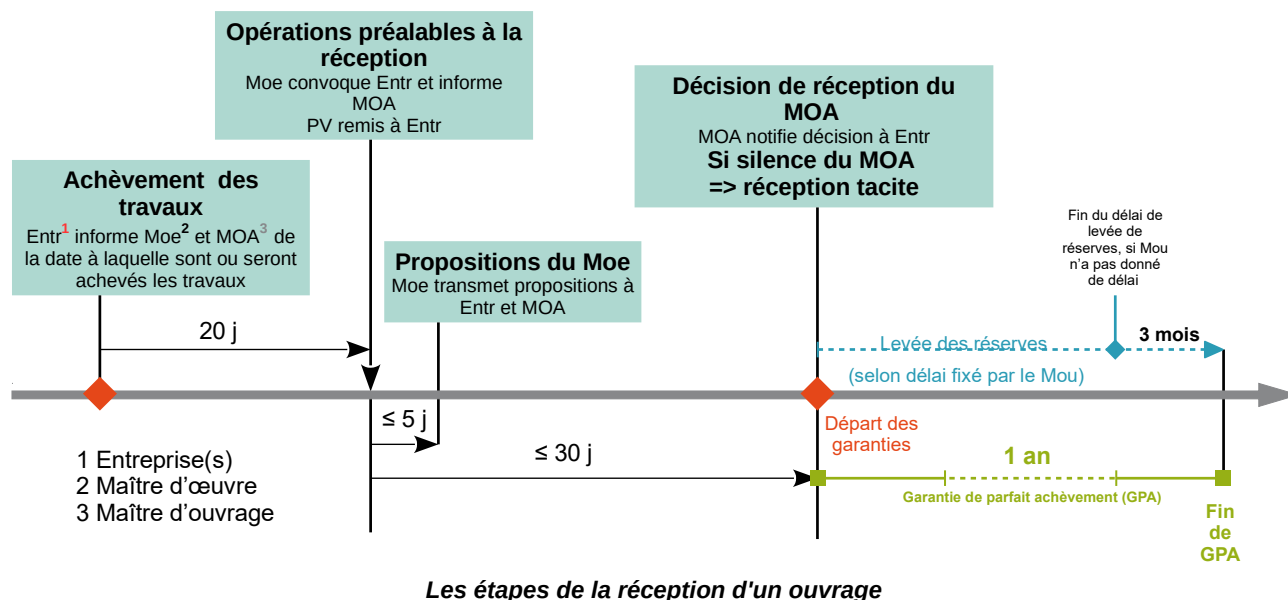 Opérations préalables à la
réception
Moe convoque Entr et informe
MOA
PV remis à Entr
Décision de réception du
MOA
MOA notifie décision à Entr
Si silence du MOA
=> réception tacite
Achèvement des
travaux
Entr1 informe Moe2 et MOA3 de
la date à laquelle sont ou seront
achevés les travaux
Propositions du Moe
Moe transmet propositions à
Entr et MOA
Fin du délai de
levée de
réserves, si Mou
n'a pas donné
de délai
20 j
Levée des réserves
3 mois
(selon délai fixé par le Mou)
≤ 5 j
Départ des
garanties
≤ 30 j
1 an
Garantie de parfait achèvement (GPA)
Fin
de
GPA
1 Entreprise(s)
2 Maître d'œuvre
3 Maître d'ouvrage
Les étapes de la réception d'un ouvrage